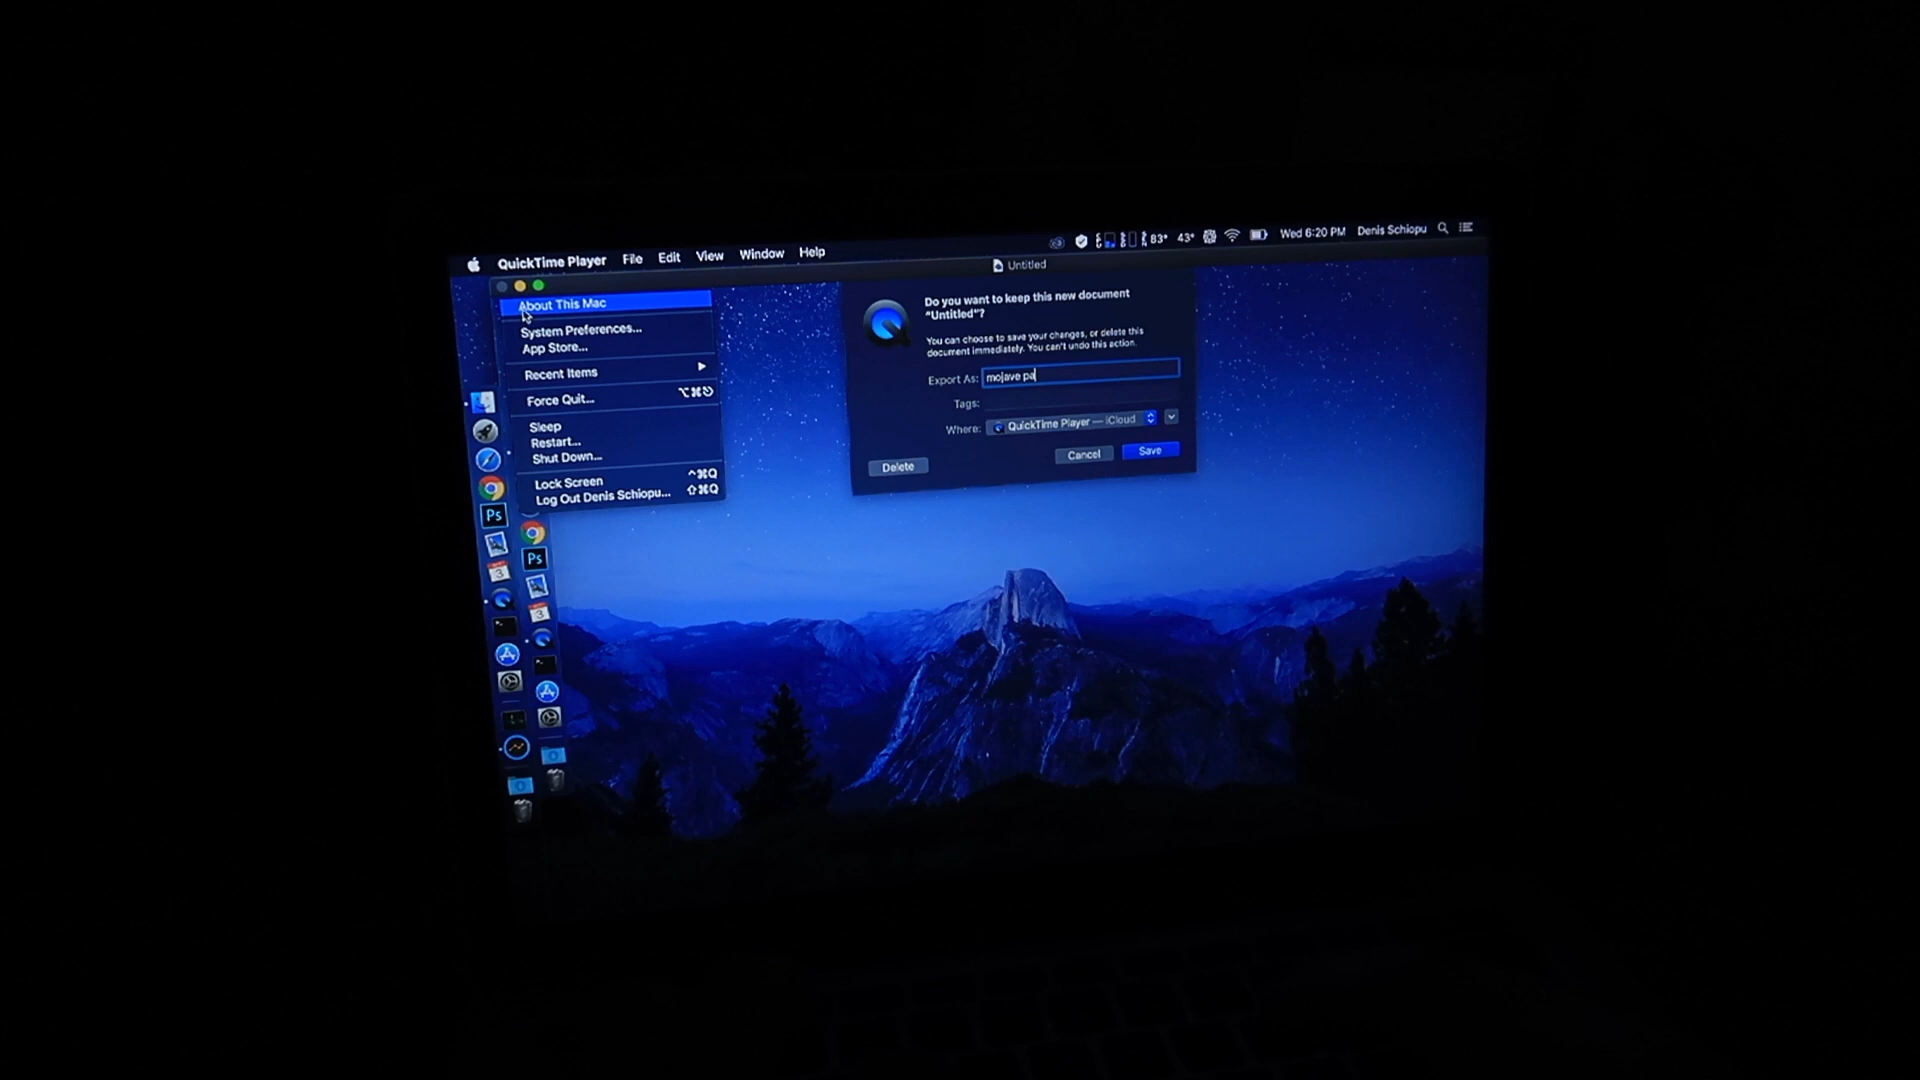 QuickTime Player File Edit View Window Help
83° 43° Wed 6:20 PM Denis Schiopu
Untitled
About This Mac
System Preferences...
App Store...
Recent Items
Force Quit... ⌥⌘⎋
Sleep
Restart...
Shut Down...
Lock Screen ^⌘Q
Log Out Denis Schiopu... ⇧⌘Q
Do you want to keep this new document
“Untitled”?
You can choose to save your changes, or delete this
document immediately. You can't undo this action.
Export As: mojave pa
Tags:
Where: QuickTime Player — iCloud
Delete Cancel Save
Ps
Ps
3
3